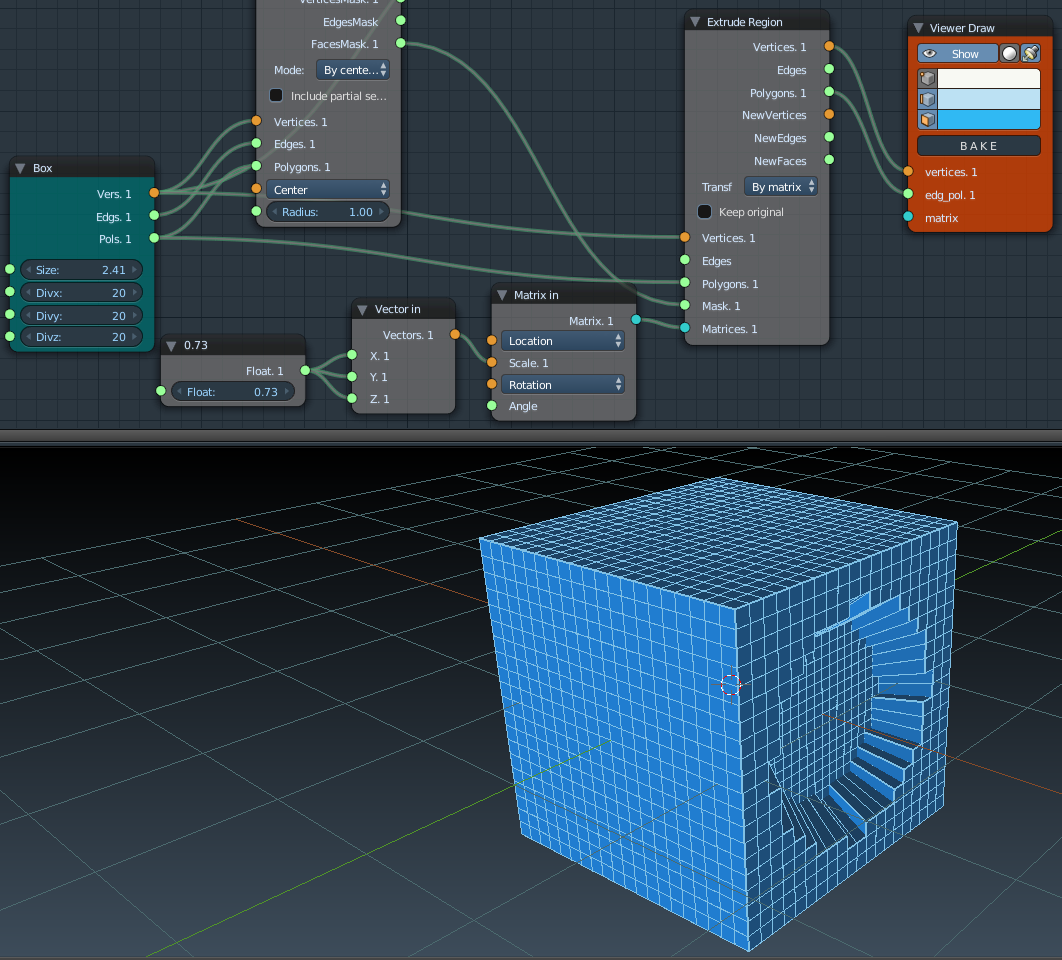 VerticesMask. 1
EdgesMask
FacesMask. 1
Mode: By cente...
Include partial se...
Vertices. 1
Edges. 1
Polygons. 1
Center
Radius: 1.00
Box
Vers. 1
Edgs. 1
Pols. 1
Size: 2.41
Divx: 20
Divy: 20
Divz: 20
0.73
Float. 1
Float: 0.73
Vector in
Vectors. 1
X. 1
Y. 1
Z. 1
Matrix in
Matrix. 1
Location
Scale. 1
Rotation
Angle
Extrude Region
Vertices. 1
Edges
Polygons. 1
NewVertices
NewEdges
NewFaces
Transf By matrix
Keep original
Vertices. 1
Edges
Polygons. 1
Mask. 1
Matrices. 1
Viewer Draw
Show
BAKE
vertices. 1
edg_pol. 1
matrix